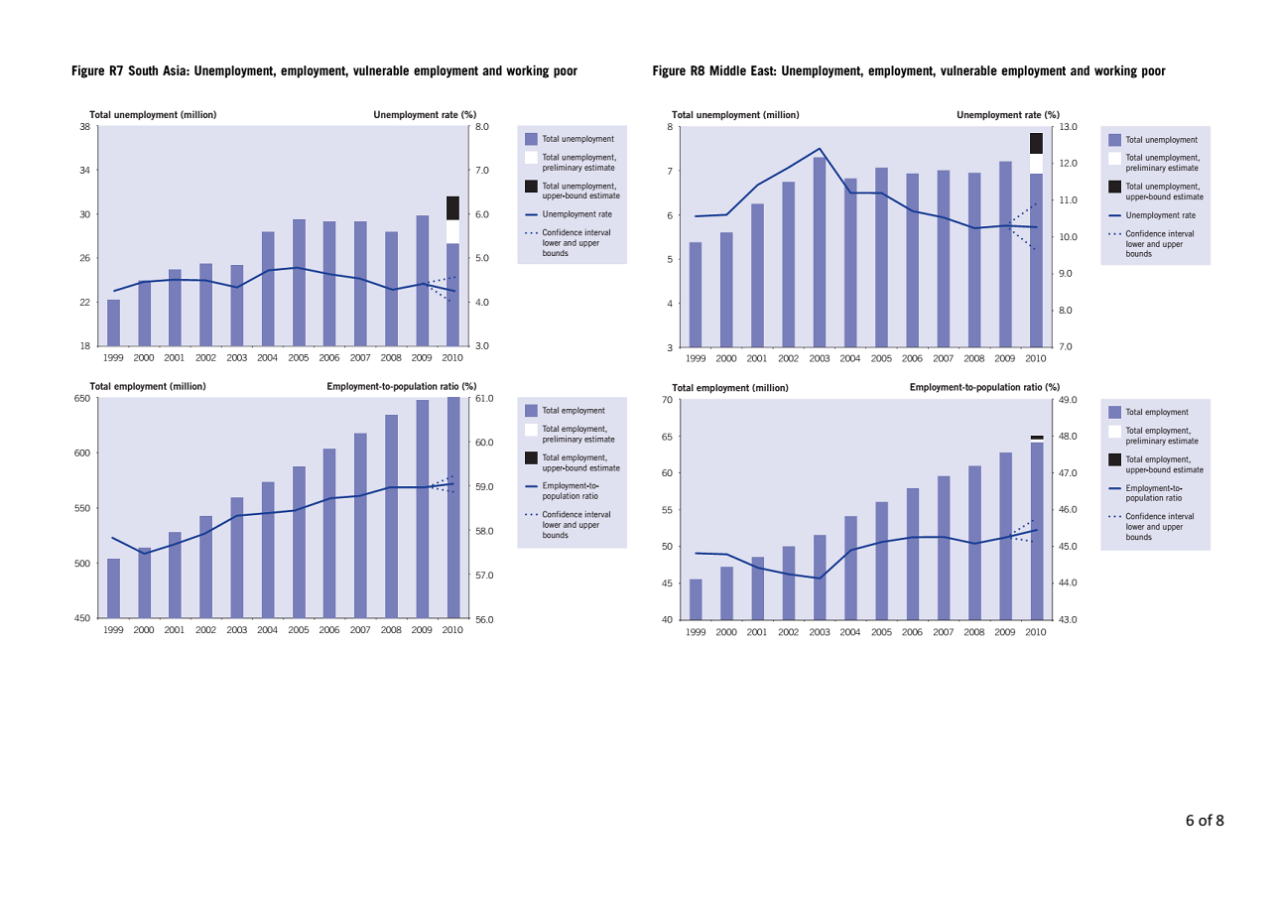 Figure R7 South Asia: Unemployment, employment, vulnerable employment and working poor
Total unemployment (million)
Unemployment rate (%)
38
34
30
26
22
18
8.0
7.0
6.0
5.0
4.0
3.0
1999 2000 2001 2002 2003 2004 2005 2006 2007 2008 2009 2010
Total unemployment
Total unemployment,
preliminary estimate
Total unemployment,
upper-bound estimate
Unemployment rate
Confidence interval
lower and upper
bounds
Total employment (million)
Employment-to-population ratio (%)
650
600
550
500
450
61.0
60.0
59.0
58.0
57.0
56.0
1999 2000 2001 2002 2003 2004 2005 2006 2007 2008 2009 2010
Total employment
Total employment,
preliminary estimate
Total employment,
upper-bound estimate
Employment-to-
population ratio
Confidence interval
lower and upper
bounds
Figure R8 Middle East: Unemployment, employment, vulnerable employment and working poor
Total unemployment (million)
Unemployment rate (%)
8
7
6
5
4
3
13.0
12.0
11.0
10.0
9.0
8.0
7.0
1999 2000 2001 2002 2003 2004 2005 2006 2007 2008 2009 2010
Total unemployment
Total unemployment,
preliminary estimate
Total unemployment,
upper-bound estimate
Unemployment rate
Confidence interval
lower and upper
bounds
Total employment (million)
Employment-to-population ratio (%)
70
65
60
55
50
45
40
49.0
48.0
47.0
46.0
45.0
44.0
43.0
1999 2000 2001 2002 2003 2004 2005 2006 2007 2008 2009 2010
Total employment
Total employment,
preliminary estimate
Total employment,
upper-bound estimate
Employment-to-
population ratio
Confidence interval
lower and upper
bounds
6 of 8